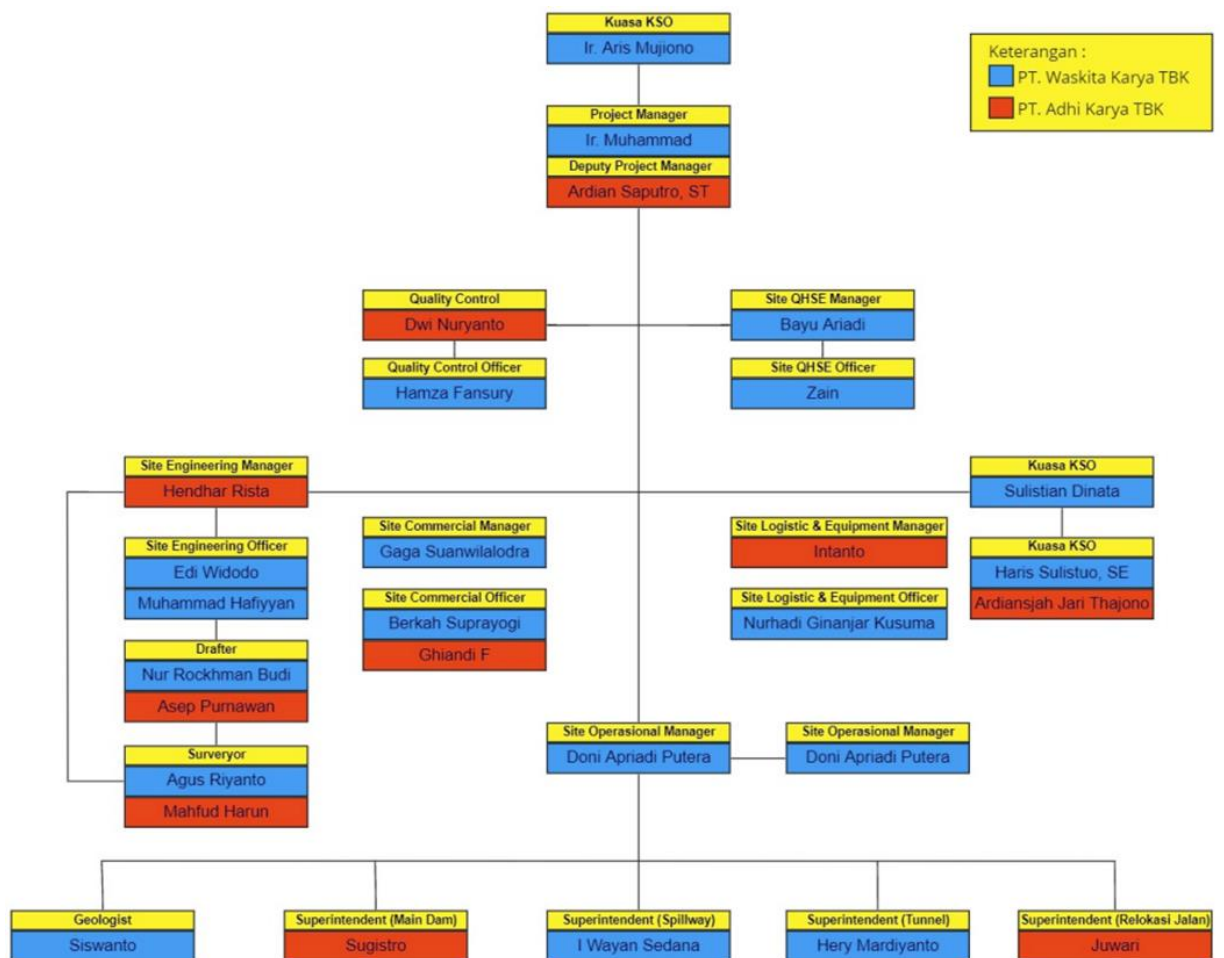 Kuasa KSO
Ir. Aris Mujiono
Keterangan :
PT. Waskita Karya TBK
PT. Adhi Karya TBK
Project Manager
Ir. Muhammad
Deputy Project Manager
Ardian Saputro, ST
Quality Control
Dwi Nuryanto
Quality Control Officer
Hamza Fansury
Site QHSE Manager
Bayu Ariadi
Site QHSE Officer
Zain
Site Engineering Manager
Hendhar Rista
Site Engineering Officer
Edi Widodo
Muhammad Hafiyyan
Drafter
Nur Rockhman Budi
Asep Purnawan
Surveryor
Agus Riyanto
Mahfud Harun
Site Commercial Manager
Gaga Suanwilalodra
Site Commercial Officer
Berkah Suprayogi
Ghiandi F
Site Logistic & Equipment Manager
Intanto
Site Logistic & Equipment Officer
Nurhadi Ginanjar Kusuma
Kuasa KSO
Sulistian Dinata
Kuasa KSO
Haris Sulistuo, SE
Ardiansjah Jari Thajono
Site Operasional Manager
Doni Apriadi Putera
Site Operasional Manager
Doni Apriadi Putera
Geologist
Siswanto
Superintendent (Main Dam)
Sugistro
Superintendent (Spillway)
I Wayan Sedana
Superintendent (Tunnel)
Hery Mardiyanto
Superintendent (Relokasi Jalan)
Juwari